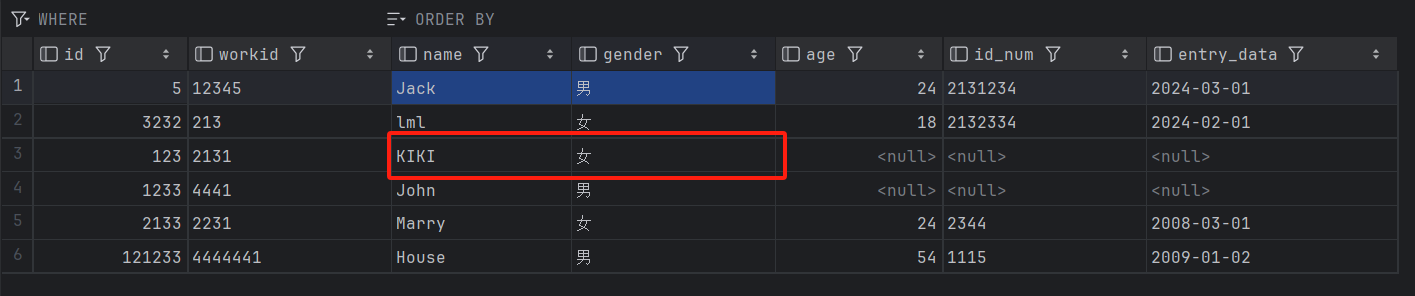 WHERE ORDER BY
id workid name gender age id_num entry_data
1 5 12345 Jack 男 24 2131234 2024-03-01
2 3232 213 lml 女 18 2132334 2024-02-01
3 123 2131 KIKI 女 <null> <null> <null>
4 1233 4441 John 男 <null> <null> <null>
5 2133 2231 Marry 女 24 2344 2008-03-01
6 121233 4444441 House 男 54 1115 2009-01-02